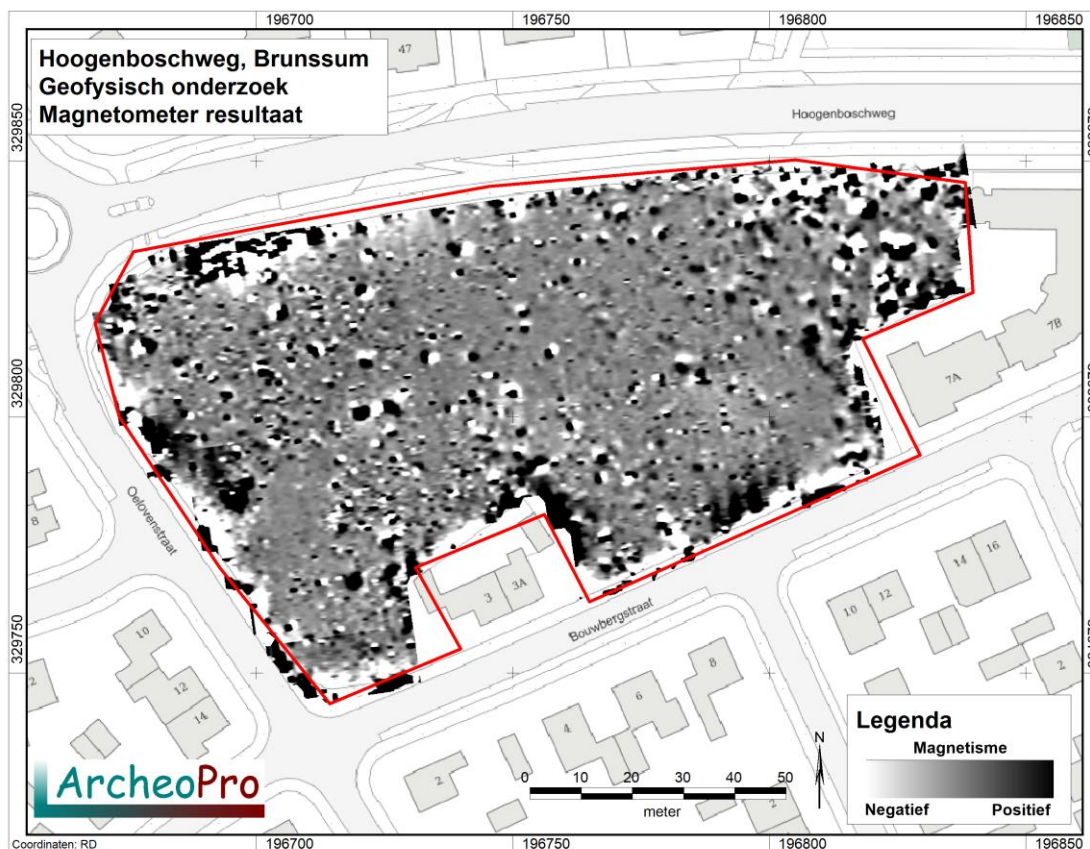 196700
196750
196800
196850
Hoogenboschweg, Brunssum
Geofysisch onderzoek
Magnetometer resultaat
47
Hoogenboschweg
329850
7B
7A
329800
Oelovenstraat
8
3
3A
14
16
10
12
Bouwbergstraat
329750
10
2
12
14
8
6
4
2
2
2
Legenda
Magnetisme
Negatief
Positief
N
0
10
20
30
40
50
meter
ArcheoPro
Coordinaten: RD
196700
196750
196800
196850